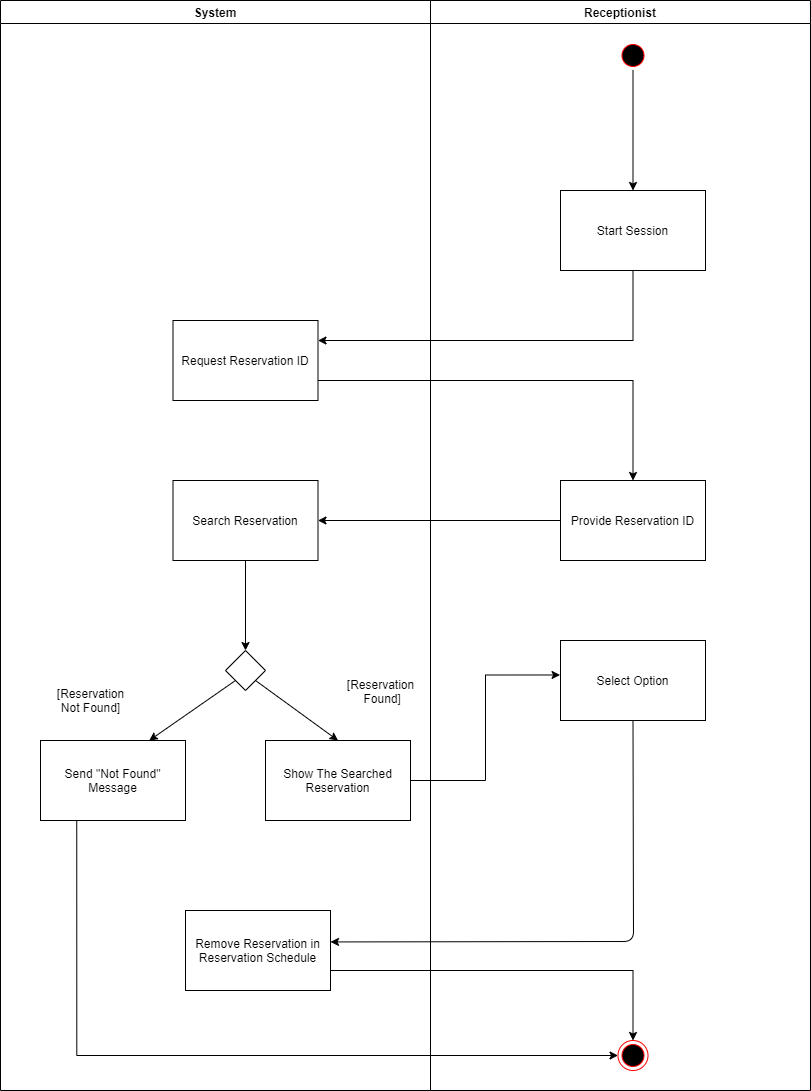 System
Receptionist
Start Session
Request Reservation ID
Search Reservation
Provide Reservation ID
[Reservation
Not Found]
[Reservation
Found]
Select Option
Send "Not Found"
Message
Show The Searched
Reservation
Remove Reservation in
Reservation Schedule